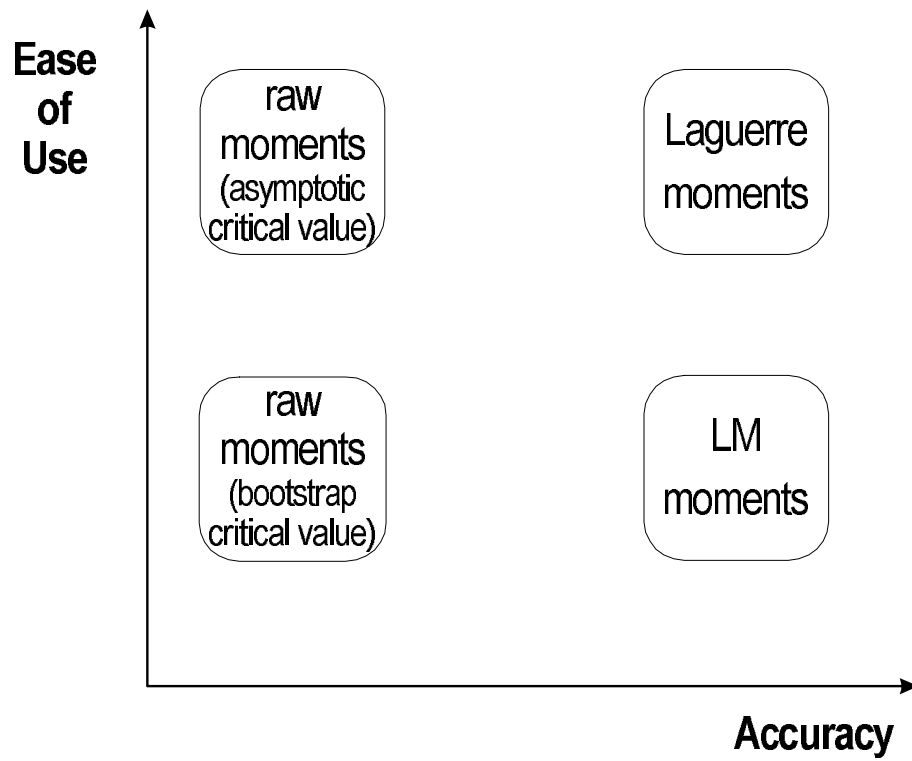 Ease
of
Use
raw
moments
(asymptotic
critical value)
Laguerre
moments
raw
moments
(bootstrap
critical value)
LM
moments
Accuracy